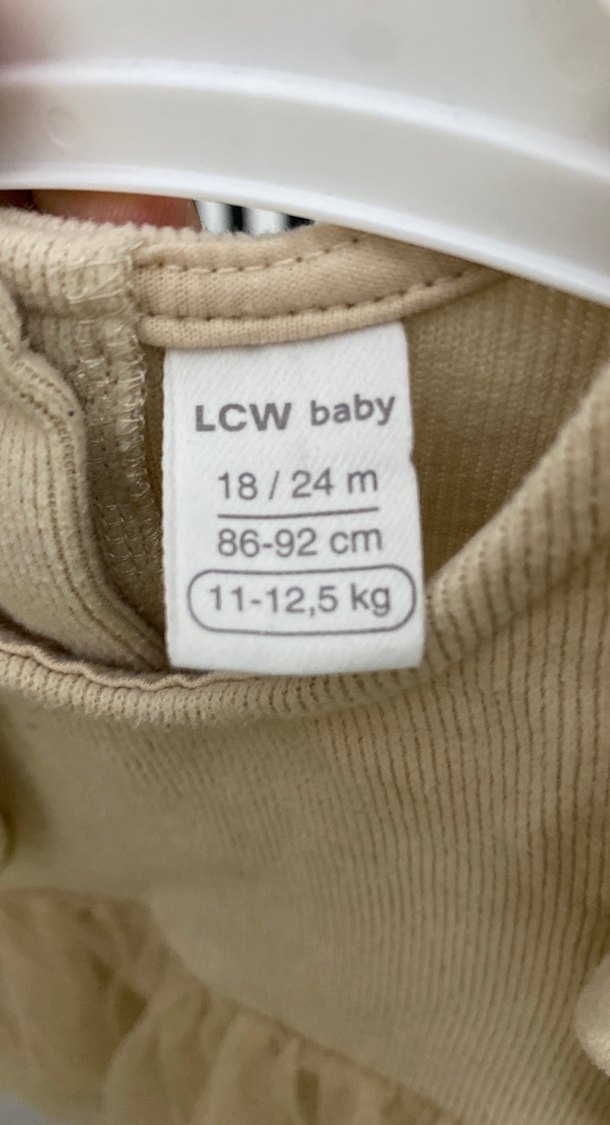 LCW baby
18 / 24 m
86-92 cm
11-12,5 kg